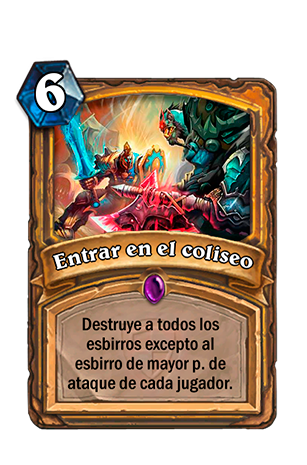 6
Entrar en el coliseo
Destruye a todos los
esbirros excepto al
esbirro de mayor p. de
ataque de cada jugador.